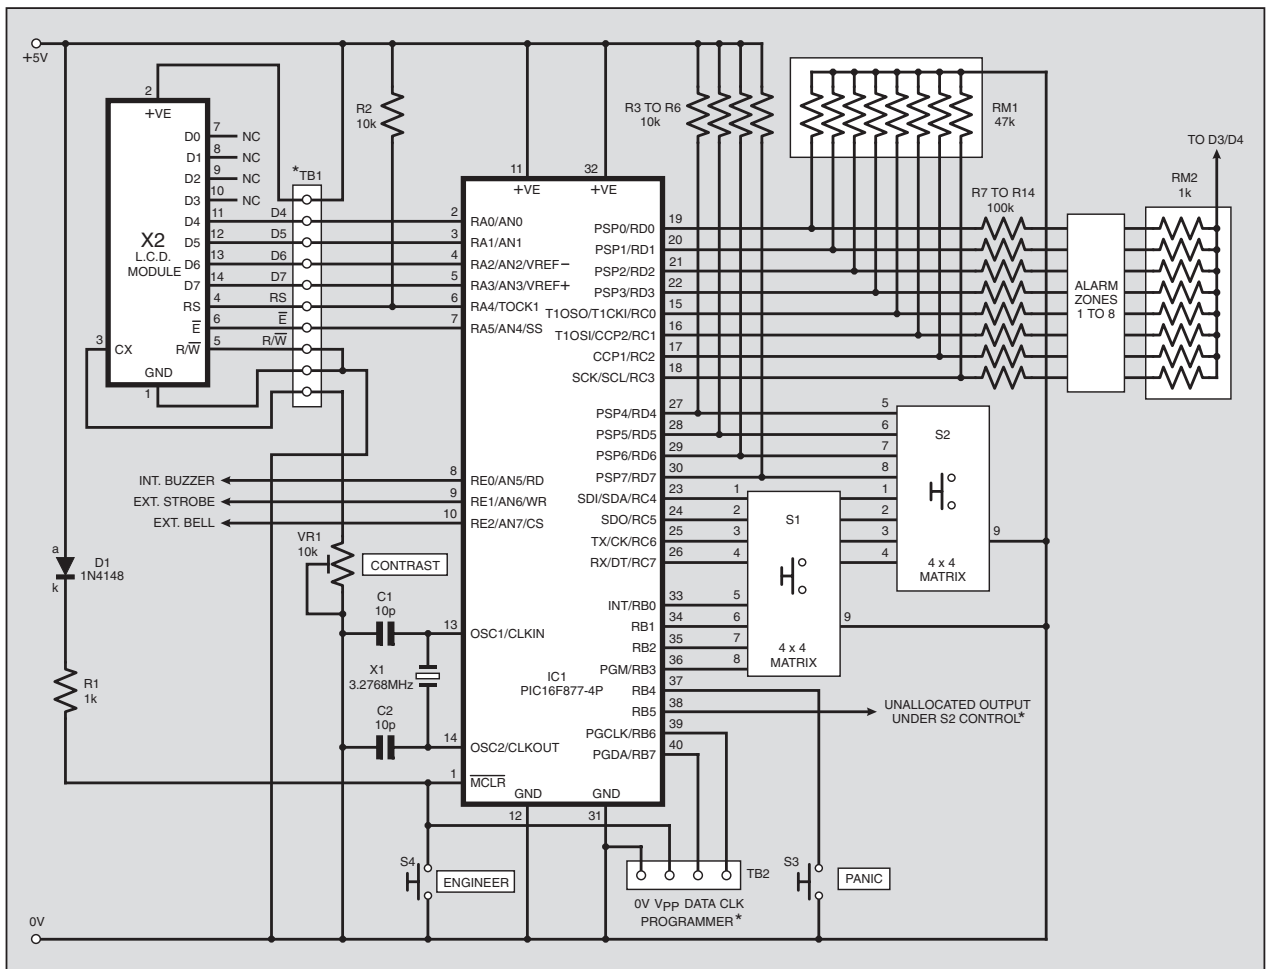 +5V
2
+VE
D0 7 NC
D1 8 NC
D2 9 NC
D3 10 NC
D4 11 D4
D5 12 D5
D6 13 D6
D7 14 D7
RS 4 RS
E 6 E
R/W 5 R/W
X2
L.C.D.
MODULE
3 CX
GND
1
*TB1
R2
10k
R3 TO R6
10k
RM1
47k
TO D3/D4
RM2
1k
R7 TO R14
100k
ALARM
ZONES
1 TO 8
11 32
+VE +VE
2 RA0/AN0
3 RA1/AN1
4 RA2/AN2/VREF−
5 RA3/AN3/VREF+
6 RA4/TOCK1
7 RA5/AN4/SS
PSP0/RD0 19
PSP1/RD1 20
PSP2/RD2 21
PSP3/RD3 22
T1OSO/T1CKI/RC0 15
T1OSI/CCP2/RC1 16
CCP1/RC2 17
SCK/SCL/RC3 18
PSP4/RD4 27 5
PSP5/RD5 28 6
PSP6/RD6 29 7
PSP7/RD7 30 8
SDI/SDA/RC4 23 1 1
SDO/RC5 24 2 2
TX/CK/RC6 25 3 3
RX/DT/RC7 26 4 4
S2
4 x 4
MATRIX
9
S1
4 x 4
MATRIX
9
INT/RB0 33 5
RB1 34 6
RB2 35 7
PGM/RB3 36 8
RB4 37
RB5 38
PGCLK/RB6 39
PGDA/RB7 40
UNALLOCATED OUTPUT
UNDER S2 CONTROL*
INT. BUZZER 8 RE0/AN5/RD
EXT. STROBE 9 RE1/AN6/WR
EXT. BELL 10 RE2/AN7/CS
a
D1
1N4148
k
VR1
10k
CONTRAST
C1
10p
13 OSC1/CLKIN
X1
3.2768MHz
C2
10p
14 OSC2/CLKOUT
1 MCLR
IC1
PIC16F877-4P
R1
1k
GND GND
12 31
S4
ENGINEER
TB2
0V VPP DATA CLK
PROGRAMMER*
S3
PANIC
0V